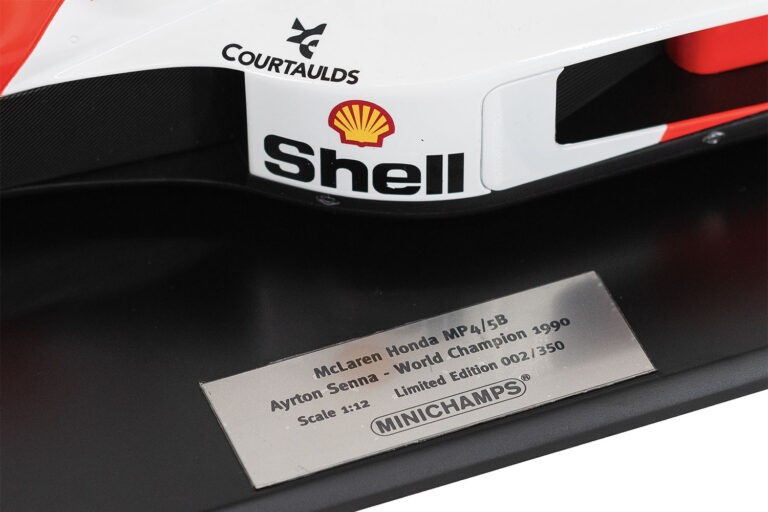 COURTAULDS
Shell
McLaren Honda MP4/5B
Ayrton Senna - World Champion 1990
Scale 1:12 Limited Edition 002/350
MINICHAMPS®